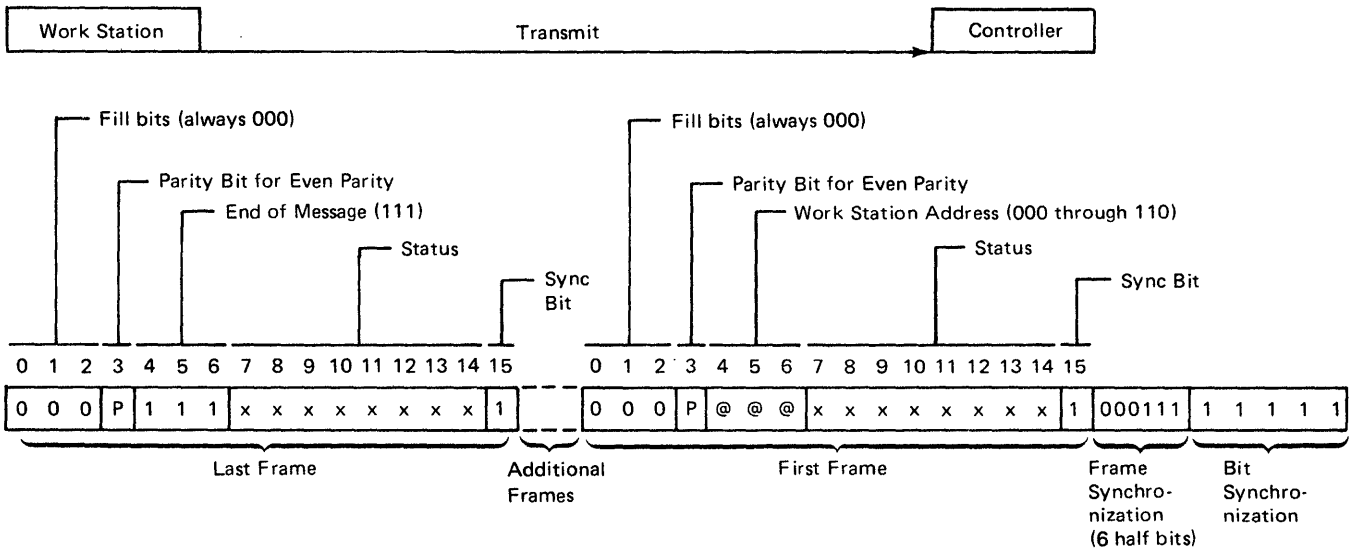 Work Station
Transmit
Controller
Fill bits (always 000)
Fill bits (always 000)
Parity Bit for Even Parity
Parity Bit for Even Parity
End of Message (111)
Work Station Address (000 through 110)
Status
Status
Sync
Bit
Sync Bit
0 1 2 3 4 5 6 7 8 9 10 11 12 13 14 15
0 1 2 3 4 5 6 7 8 9 10 11 12 13 14 15
0 0 0 P 1 1 1 x x x x x x x x 1
0 0 0 P @ @ @ x x x x x x x x 1 000111 1 1 1 1 1
Last Frame
Additional
Frames
First Frame
Frame
Synchro-
nization
(6 half bits)
Bit
Synchro-
nization